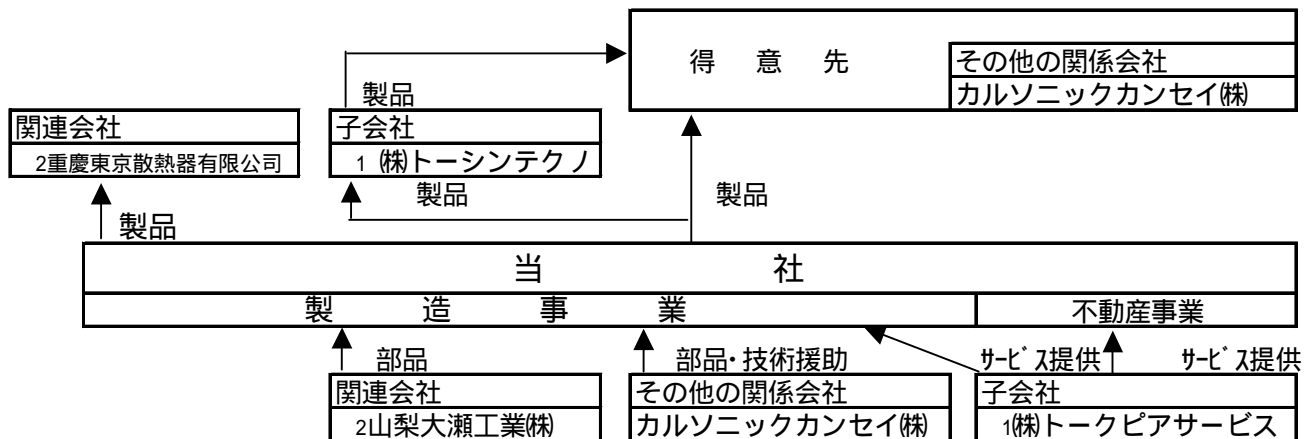 得 意 先
その他の関係会社
カルソニックカンセイ㈱
製品
関連会社
2重慶東京散熱器有限公司
子会社
1 ㈱トーシンテクノ
製品
製品
製品
当 社
製 造 事 業
不動産事業
部品
部品・技術援助
サービス提供
サービス提供
関連会社
2山梨大瀬工業㈱
その他の関係会社
カルソニックカンセイ㈱
子会社
1㈱トークピアサービス